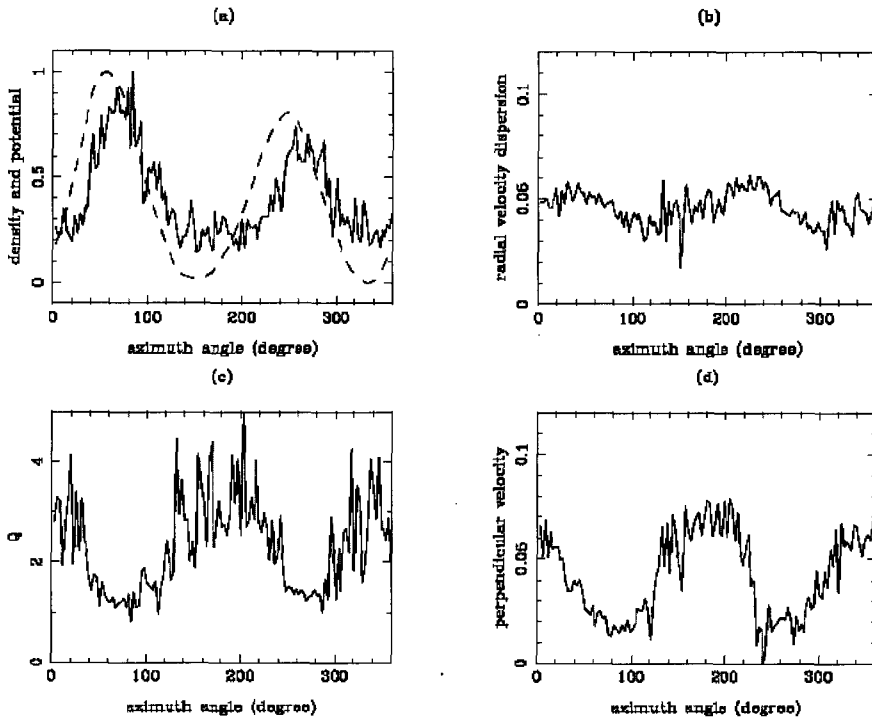 (a)
density and potential
1
0.5
0
0 100 200 300
azimuth angle (degree)
(b)
radial velocity dispersion
0.1
0.05
0
0 100 200 300
azimuth angle (degree)
(c)
Q
4
2
0
0 100 200 300
azimuth angle (degree)
(d)
perpendicular velocity
0.1
0.05
0
0 100 200 300
azimuth angle (degree)